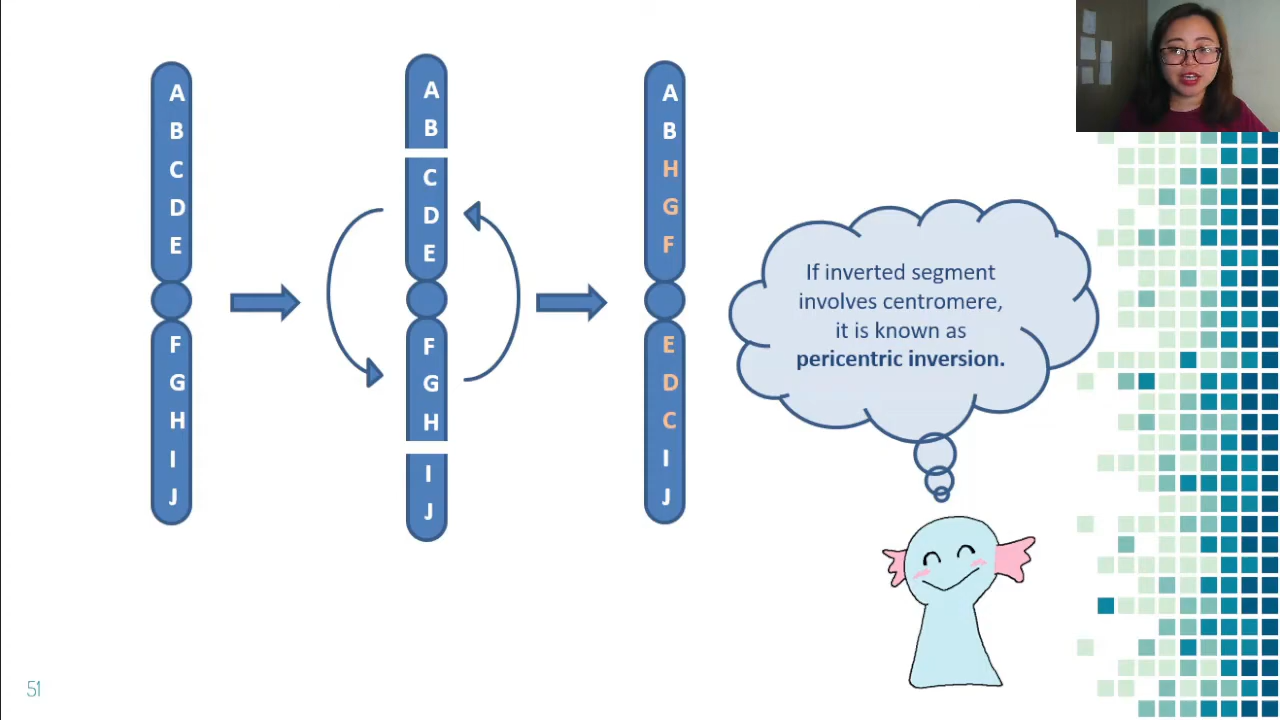 A
B
C
D
E
F
G
H
I
J
A
B
C
D
E
F
G
H
I
J
A
B
H
G
F
E
D
C
I
J
If inverted segment
involves centromere,
it is known as
pericentric inversion.
51